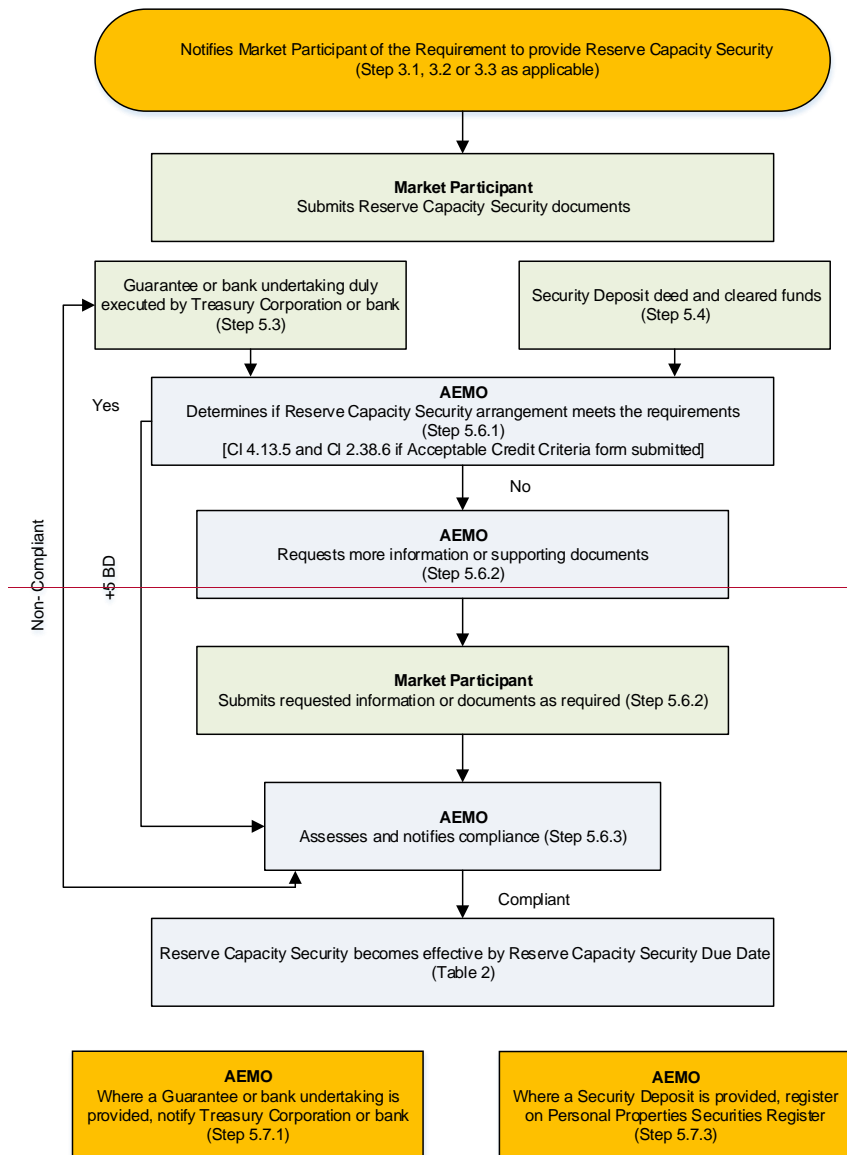 Notifies Market Participant of the Requirement to provide Reserve Capacity Security
(Step 3.1, 3.2 or 3.3 as applicable)
Market Participant
Submits Reserve Capacity Security documents
Guarantee or bank undertaking duly
executed by Treasury Corporation or bank
(Step 5.3)
Security Deposit deed and cleared funds
(Step 5.4)
Yes
AEMO
Determines if Reserve Capacity Security arrangement meets the requirements
(Step 5.6.1)
[Cl 4.13.5 and Cl 2.38.6 if Acceptable Credit Criteria form submitted]
No
AEMO
Requests more information or supporting documents
(Step 5.6.2)
Non- Compliant
+5 BD
Market Participant
Submits requested information or documents as required (Step 5.6.2)
AEMO
Assesses and notifies compliance (Step 5.6.3)
Compliant
Reserve Capacity Security becomes effective by Reserve Capacity Security Due Date
(Table 2)
AEMO
Where a Guarantee or bank undertaking is
provided, notify Treasury Corporation or bank
(Step 5.7.1)
AEMO
Where a Security Deposit is provided, register
on Personal Properties Securities Register
(Step 5.7.3)